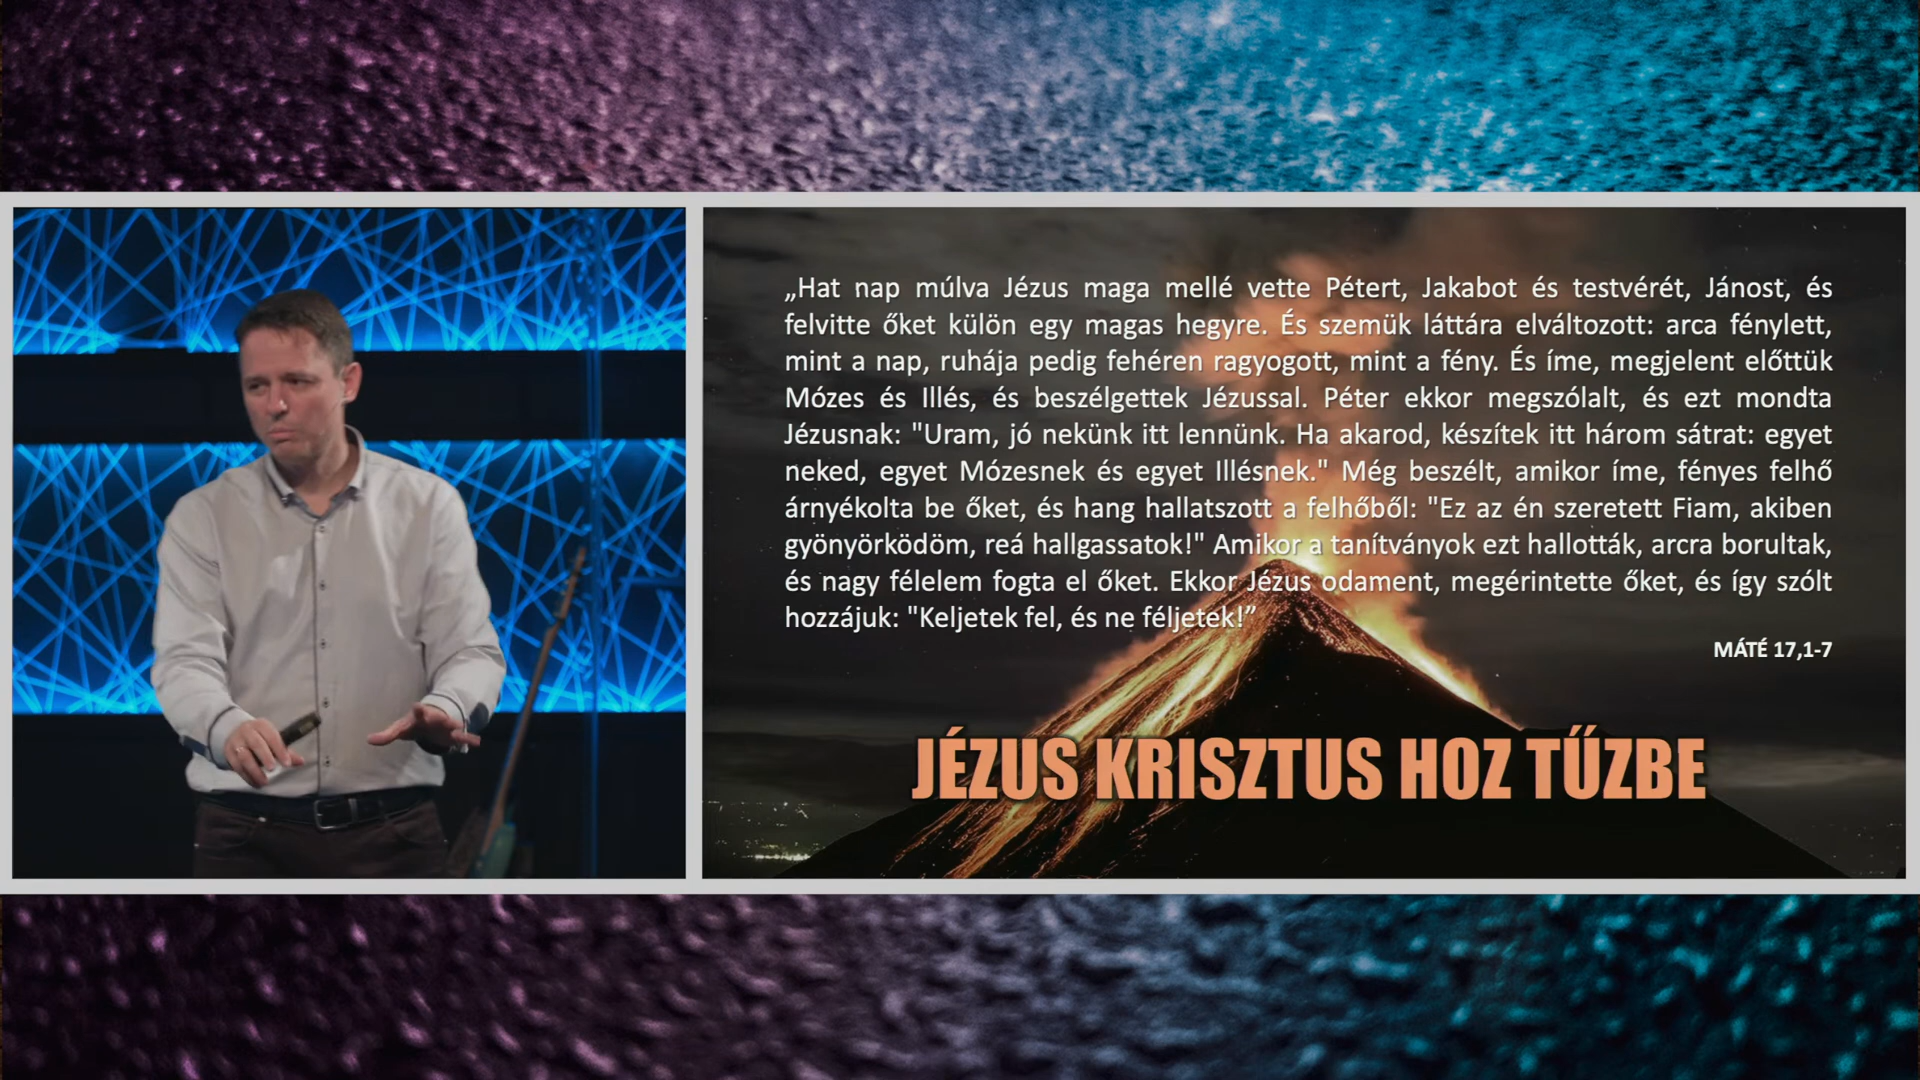 „Hat nap múlva Jézus maga mellé vette Pétert, Jakabot és testvérét, Jánost, és
felvitte őket külön egy magas hegyre. És szemük láttára elváltozott: arca fénylett,
mint a nap, ruhája pedig fehéren ragyogott, mint a fény. És íme, megjelent előttük
Mózes és Illés, és beszélgettek Jézussal. Péter ekkor megszólalt, és ezt mondta
Jézusnak: "Uram, jó nekünk itt lennünk. Ha akarod, készítek itt három sátrat: egyet
neked, egyet Mózesnek és egyet Illésnek." Még beszélt, amikor íme, fényes felhő
árnyékolta be őket, és hang hallatszott a felhőből: "Ez az én szeretett Fiam, akiben
gyönyörködöm, reá hallgassatok!" Amikor a tanítványok ezt hallották, arcra borultak,
és nagy félelem fogta el őket. Ekkor Jézus odament, megérintette őket, és így szólt
hozzájuk: "Keljetek fel, és ne féljetek!”
MÁTÉ 17,1-7
JÉZUS KRISZTUS HOZ TŰZBE